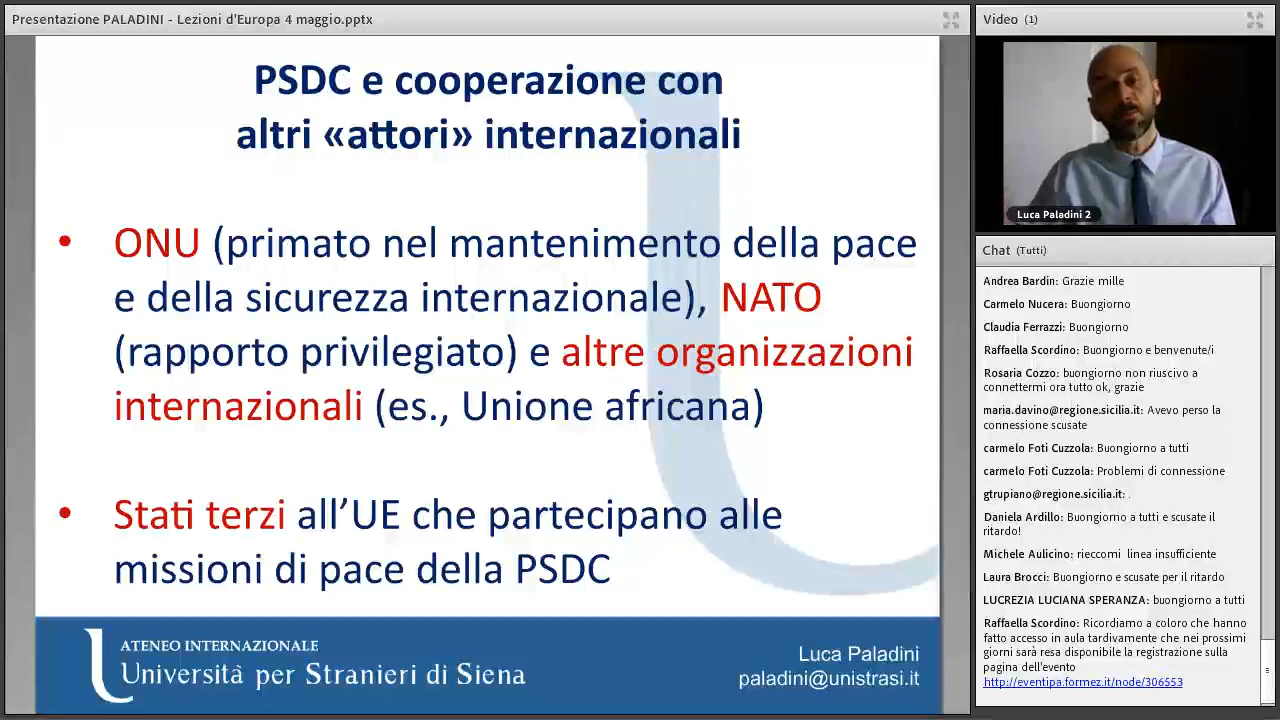 Presentazione PALADINI - Lezioni d'Europa 4 maggio.pptx
PSDC e cooperazione con
altri «attori» internazionali
• ONU (primato nel mantenimento della pace
e della sicurezza internazionale), NATO
(rapporto privilegiato) e altre organizzazioni
internazionali (es., Unione africana)
• Stati terzi all’UE che partecipano alle
missioni di pace della PSDC
ATENEO INTERNAZIONALE
Università per Stranieri di Siena
Luca Paladini
paladini@unistrasi.it
Video (1)
Luca Paladini 2
Chat (Tutti)
Andrea Bardin: Grazie mille
Carmelo Nucera: Buongiorno
Claudia Ferrazzi: Buongiorno
Raffaella Scordino: Buongiorno e benvenute/i
Rosaria Cozzo: buongiorno non riuscivo a
connettermi ora tutto ok, grazie
maria.davino@regione.sicilia.it: Avevo perso la
connessione scusate
carmelo Foti Cuzzola: Buongiorno a tutti
carmelo Foti Cuzzola: Problemi di connessione
gtrupiano@regione.sicilia.it: .
Daniela Ardillo: Buongiorno a tutti e scusate il
ritardo!
Michele Aulicino: rieccomi linea insufficiente
Laura Brocci: Buongiorno e scusate per il ritardo
LUCREZIA LUCIANA SPERANZA: buongiorno a tutti
Raffaella Scordino: Ricordiamo a coloro che hanno
fatto accesso in aula tardivamente che nei prossimi
giorni sarà resa disponibile la registrazione sulla
pagina dell'evento
http://eventipa.formez.it/node/306553